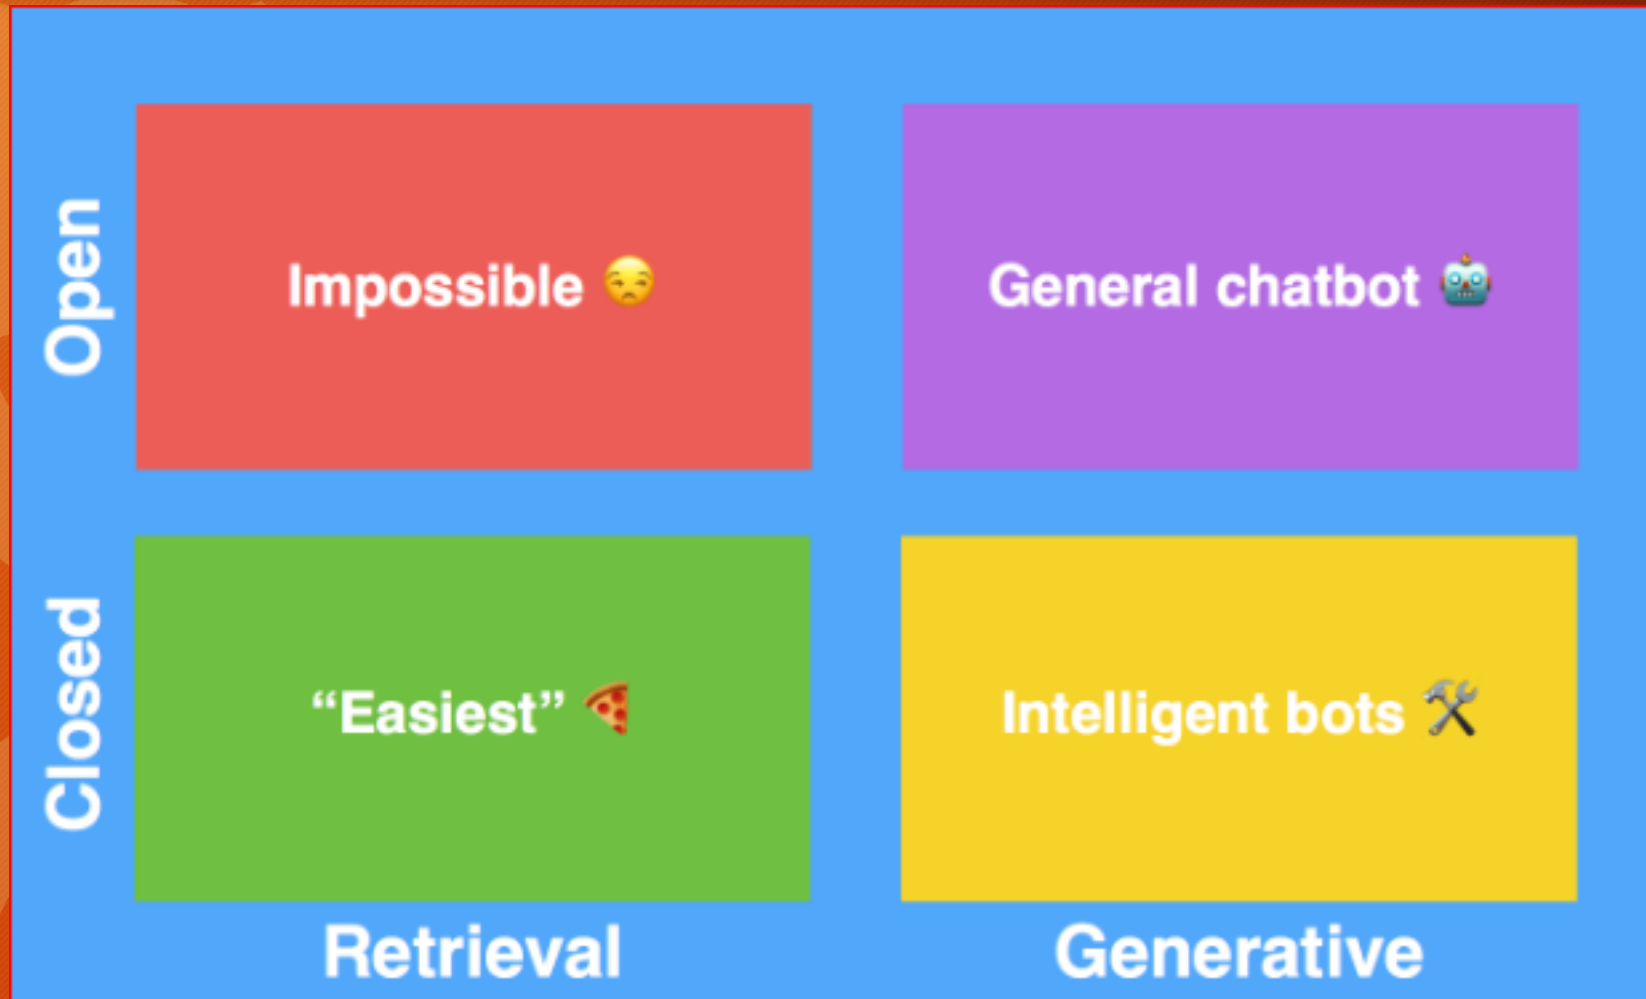 Open
Impossible 😒
General chatbot 🤖
Closed
“Easiest” 🍕
Intelligent bots 🛠
Retrieval
Generative